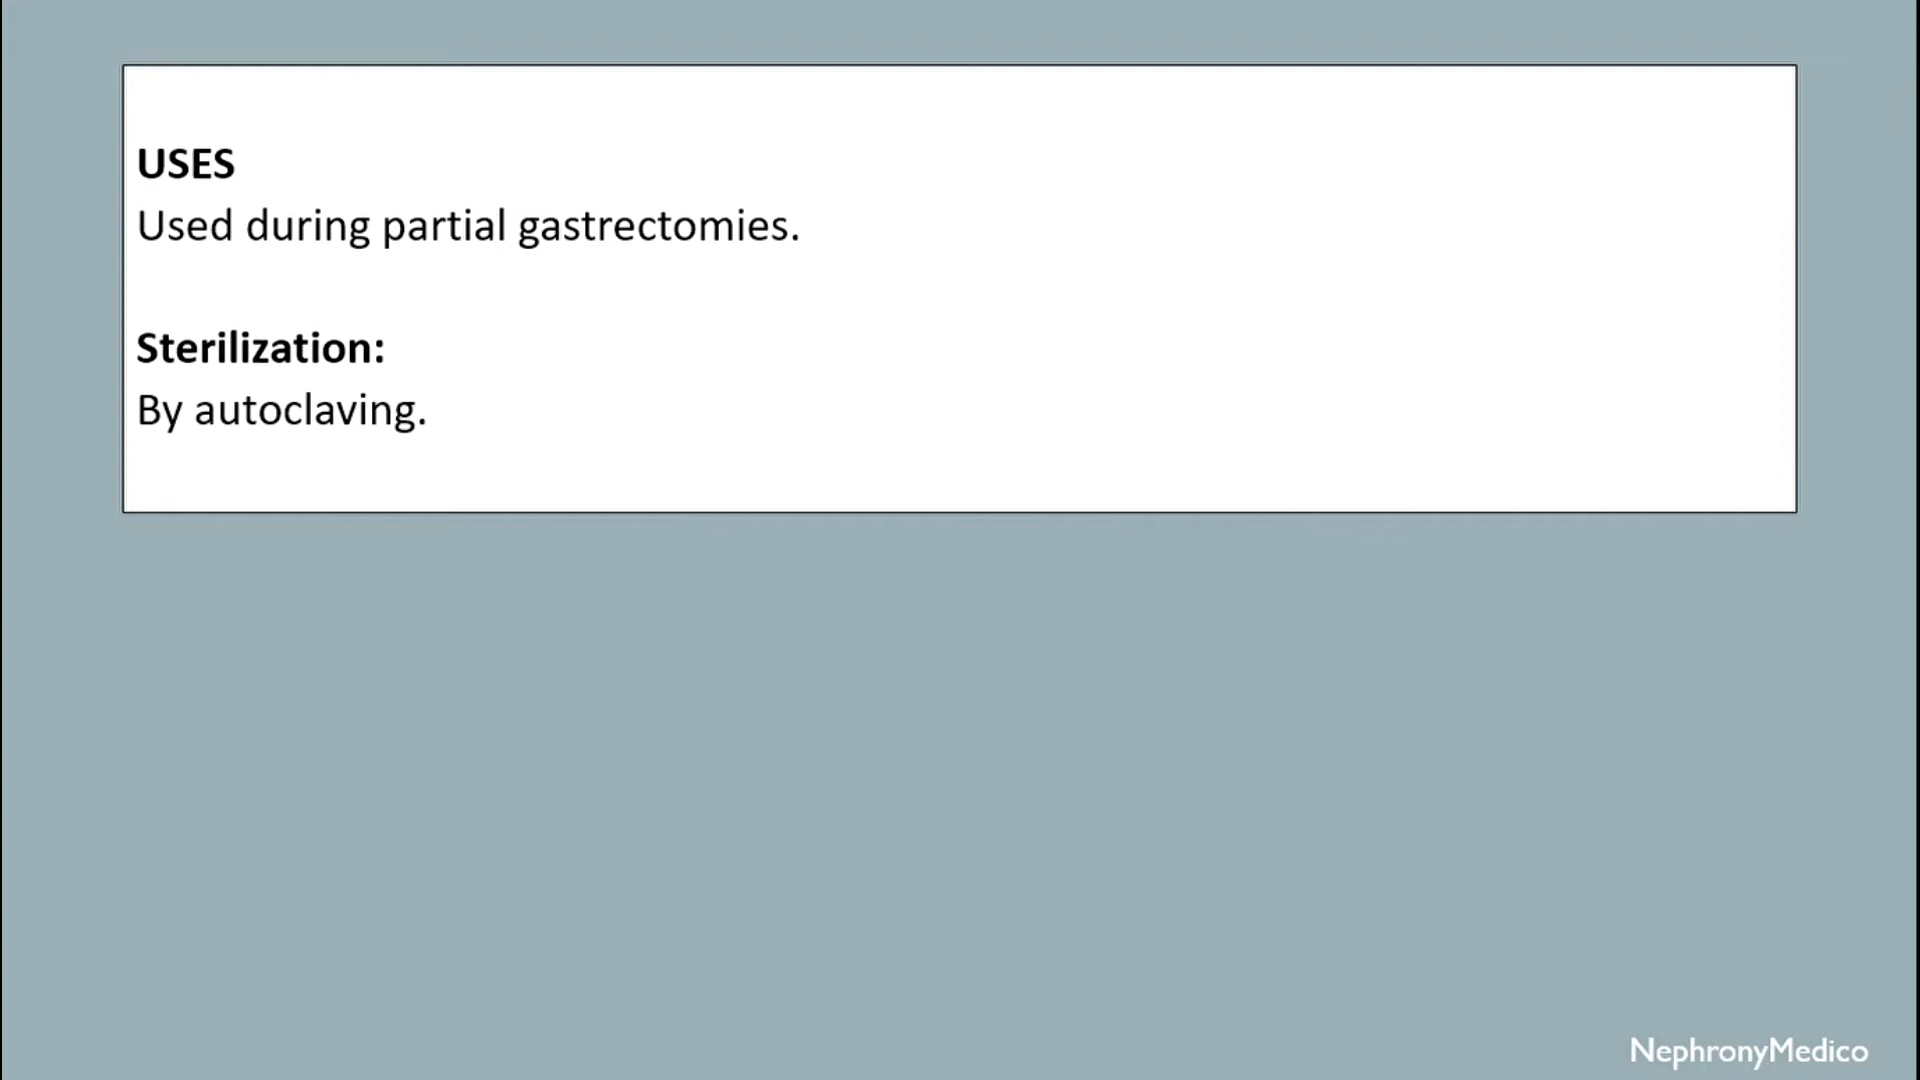 USES
Used during partial gastrectomies.
Sterilization:
By autoclaving.
NephronyMedico